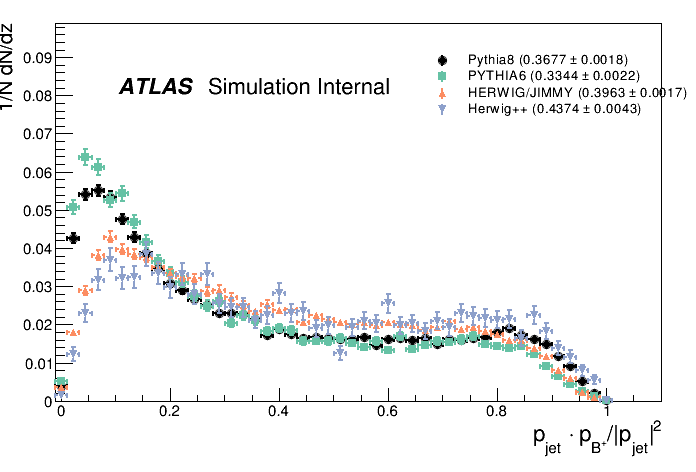 1/N dN/dz
0.09
0.08
0.07
0.06
0.05
0.04
0.03
0.02
0.01
0
ATLAS Simulation Internal
Pythia8 (0.3677 ± 0.0018)
PYTHIA6 (0.3344 ± 0.0022)
HERWIG/JIMMY (0.3963 ± 0.0017)
Herwig++ (0.4374 ± 0.0043)
0 0.2 0.4 0.6 0.8 1
p_jet · p_B⁺/|p_jet|²